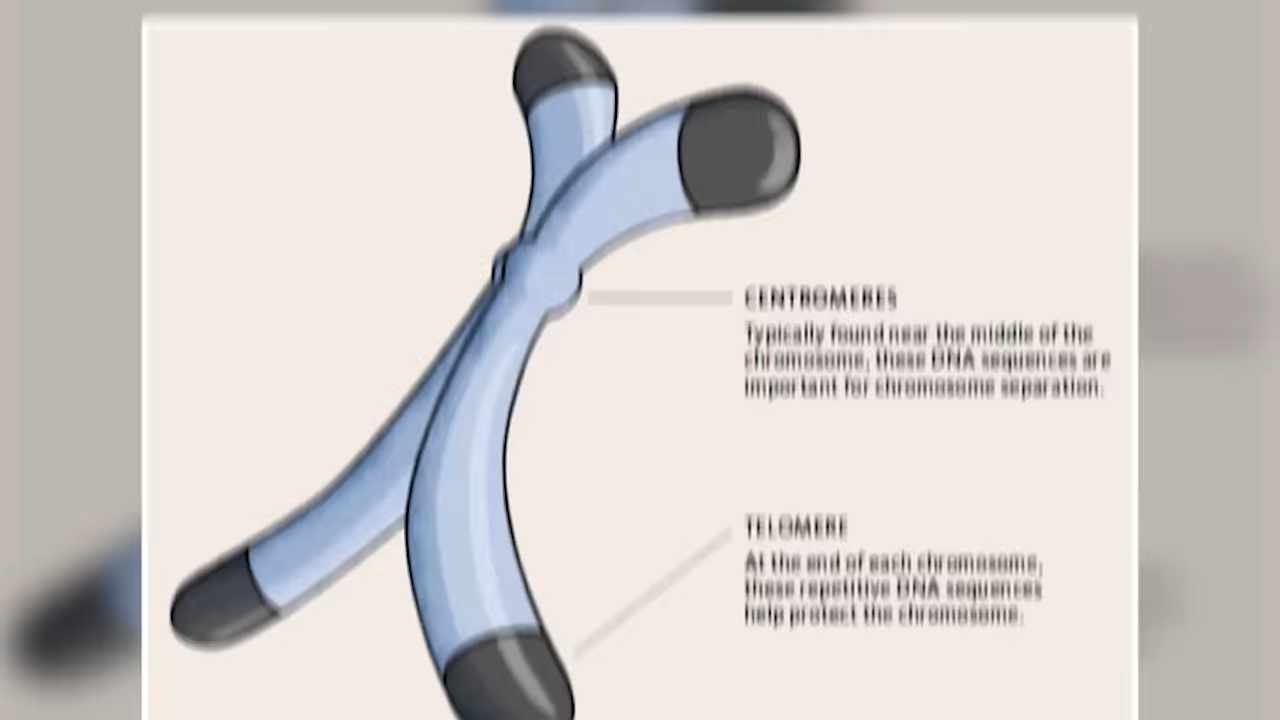 CENTROMERES
Typically found near the middle of the
chromosome, these DNA sequences are
important for chromosome separation.
TELOMERE
At the end of each chromosome,
these repetitive DNA sequences
help protect the chromosome.